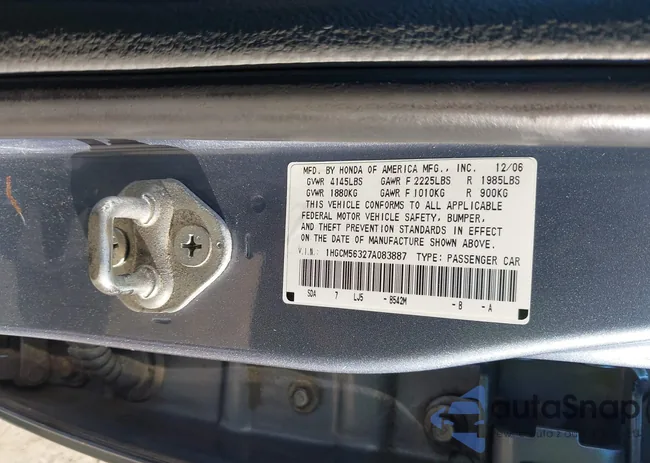 MFD. BY HONDA OF AMERICA MFG., INC. 12/06
GVWR 4145LBS GAWR F 2225LBS R 1985LBS
GVWR 1880KG GAWR F 1010KG R 900KG
THIS VEHICLE CONFORMS TO ALL APPLICABLE
FEDERAL MOTOR VEHICLE SAFETY, BUMPER,
AND THEFT PREVENTION STANDARDS IN EFFECT
ON THE DATE OF MANUFACTURE SHOWN ABOVE.
V.I.N.: 1HGCM56327A083887 TYPE: PASSENGER CAR
SDA 7 LJ5 - B542M - B - A
autoSnap